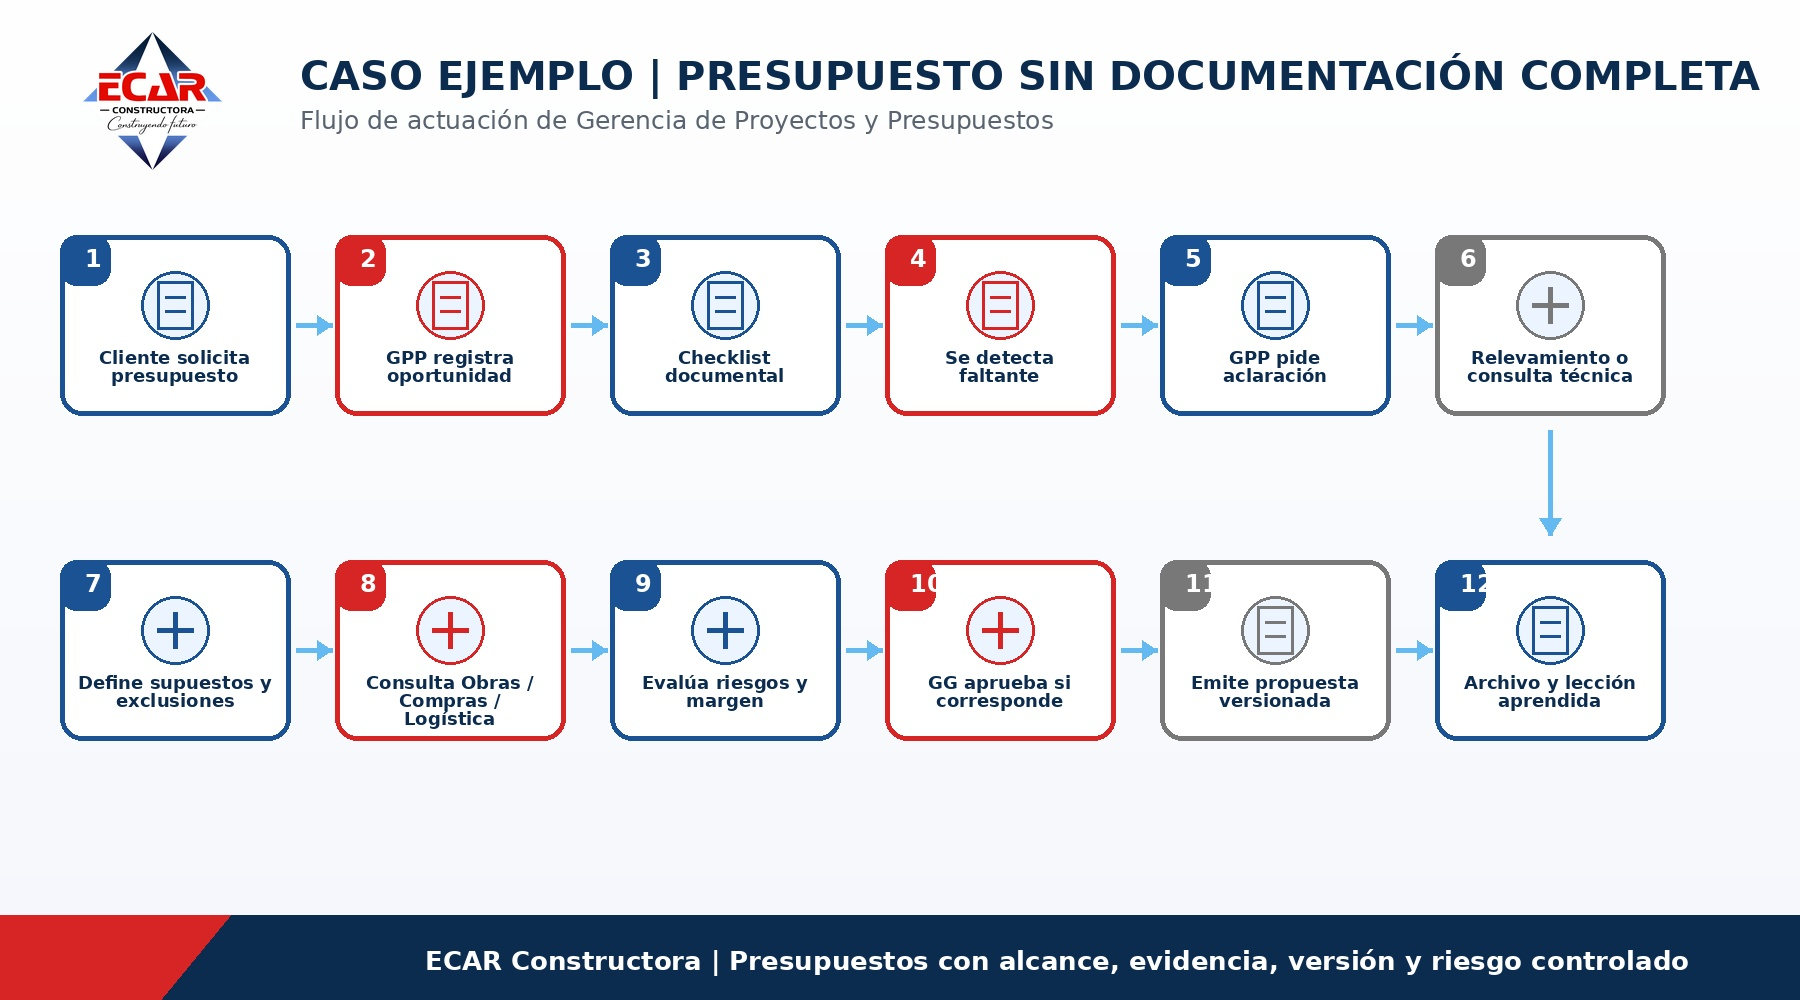 ECAR
CONSTRUCTORA
Construyendo futuro
CASO EJEMPLO | PRESUPUESTO SIN DOCUMENTACIÓN COMPLETA
Flujo de actuación de Gerencia de Proyectos y Presupuestos
1
Cliente solicita
presupuesto
2
GPP registra
oportunidad
3
Checklist
documental
4
Se detecta
faltante
5
GPP pide
aclaración
6
Relevamiento o
consulta técnica
7
Define supuestos y
exclusiones
8
Consulta Obras /
Compras /
Logística
9
Evalúa riesgos y
margen
10
GG aprueba si
corresponde
11
Emite propuesta
versionada
12
Archivo y lección
aprendida
ECAR Constructora | Presupuestos con alcance, evidencia, versión y riesgo controlado